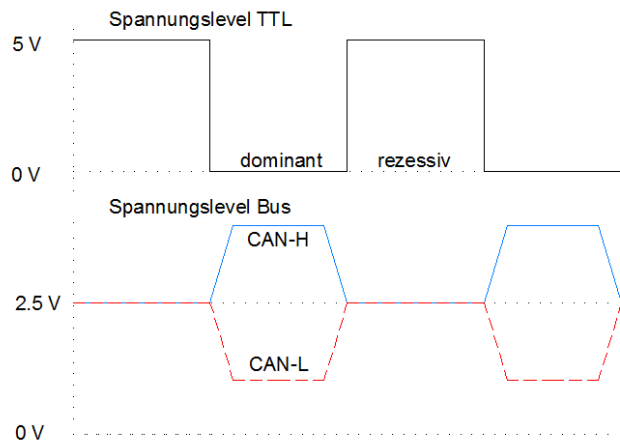 Spannungslevel TTL
5 V
dominant rezessiv
0 V
Spannungslevel Bus
CAN-H
2.5 V
CAN-L
0 V